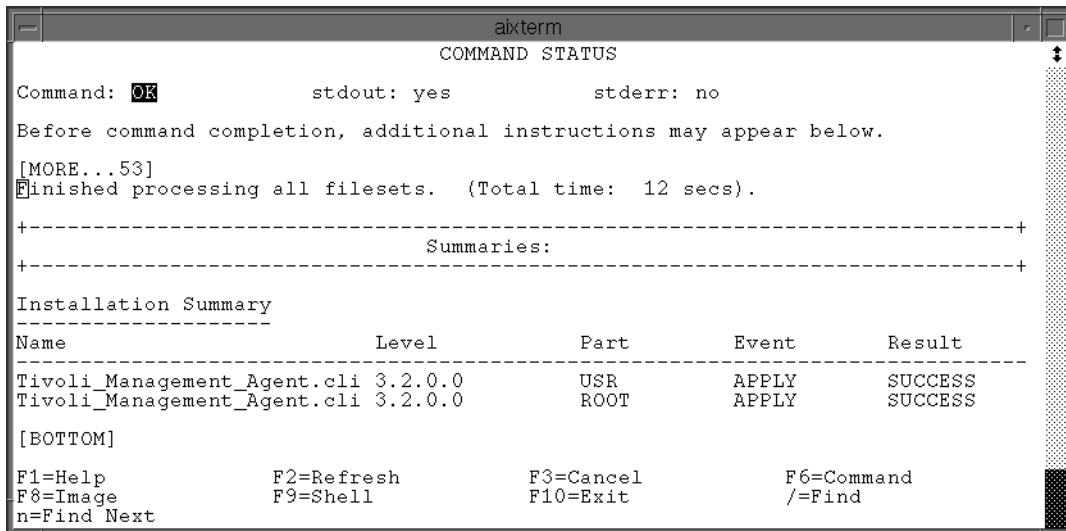 aixterm
COMMAND STATUS
Command: OK stdout: yes stderr: no
Before command completion, additional instructions may appear below.
[MORE...53]
Finished processing all filesets. (Total time: 12 secs).
+-----------------------------------------------------------------------------+
Summaries:
+-----------------------------------------------------------------------------+
Installation Summary
--------------------
Name Level Part Event Result
-------------------------------------------------------------------------------
Tivoli_Management_Agent.cli 3.2.0.0 USR APPLY SUCCESS
Tivoli_Management_Agent.cli 3.2.0.0 ROOT APPLY SUCCESS
[BOTTOM]
F1=Help F2=Refresh F3=Cancel F6=Command
F8=Image F9=Shell F10=Exit /=Find
n=Find Next